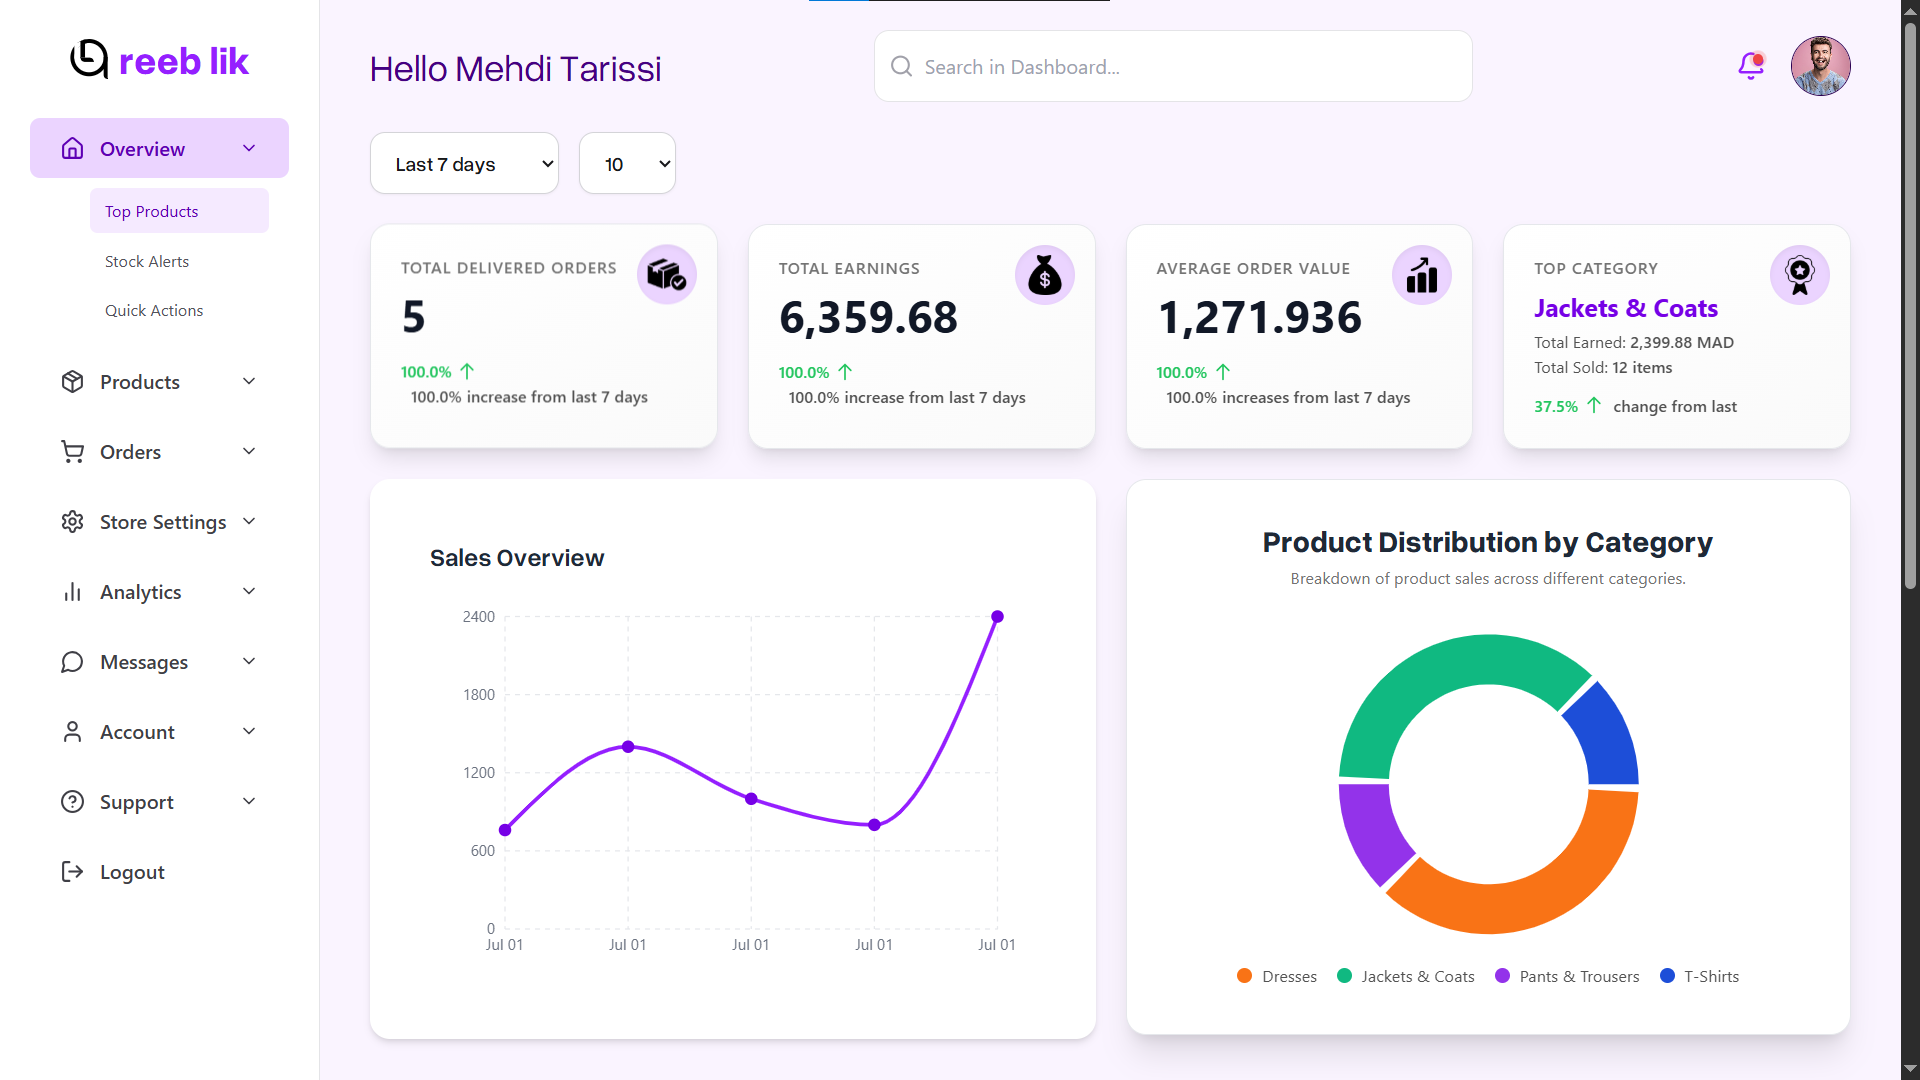 reeb lik
Overview
Top Products
Stock Alerts
Quick Actions
Products
Orders
Store Settings
Analytics
Messages
Account
Support
Logout
Hello Mehdi Tarissi
Search in Dashboard...
Last 7 days
10
TOTAL DELIVERED ORDERS
5
100.0%
100.0% increase from last 7 days
TOTAL EARNINGS
6,359.68
100.0%
100.0% increase from last 7 days
AVERAGE ORDER VALUE
1,271.936
100.0%
100.0% increases from last 7 days
TOP CATEGORY
Jackets & Coats
Total Earned: 2,399.88 MAD
Total Sold: 12 items
37.5% change from last
Sales Overview
2400
1800
1200
600
0
Jul 01 Jul 01 Jul 01 Jul 01 Jul 01
Product Distribution by Category
Breakdown of product sales across different categories.
Dresses Jackets & Coats Pants & Trousers T-Shirts